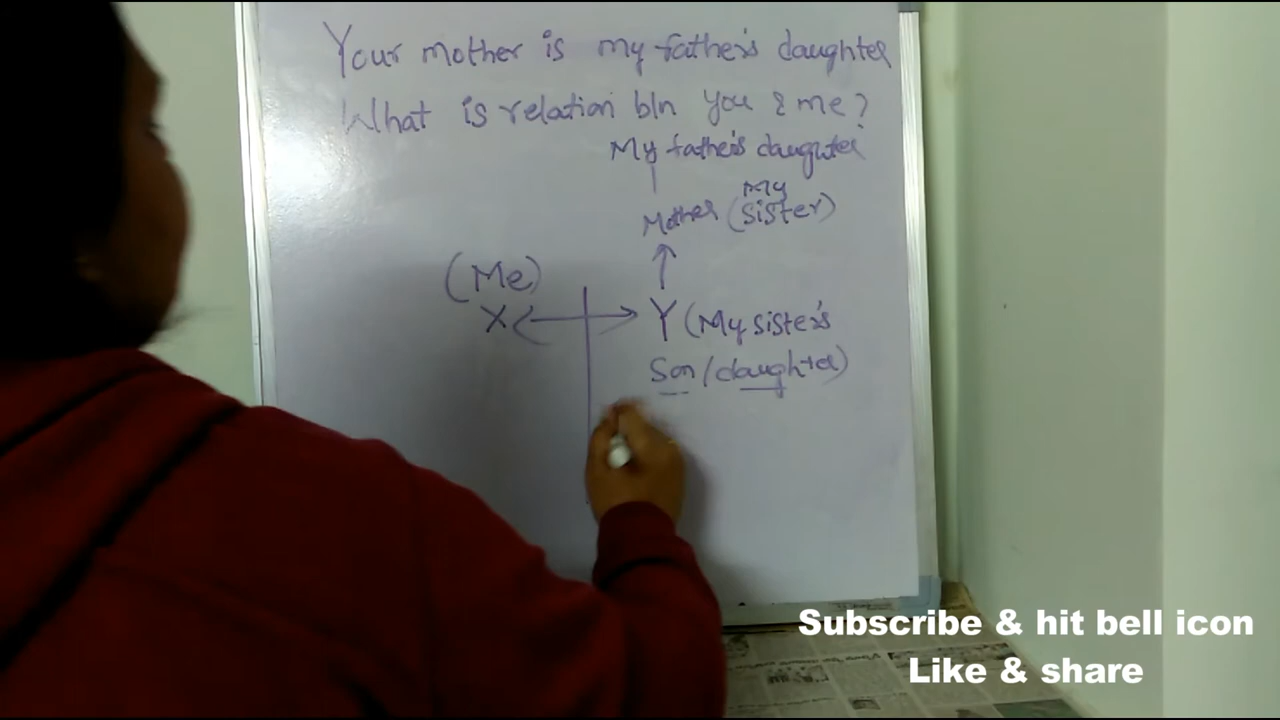 Your mother is my father's daughter
What is relation b/n you & me?
My father's daughter
Mother (My sister)
(Me)
X
Y (My sister's
Son/daughter)
Subscribe & hit bell icon
Like & share